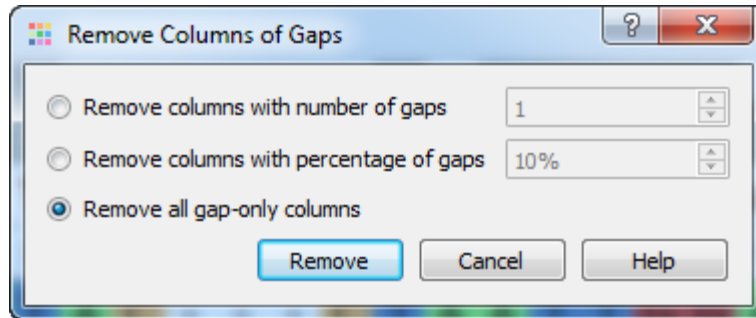 Remove Columns of Gaps
Remove columns with number of gaps 1
Remove columns with percentage of gaps 10%
Remove all gap-only columns
Remove Cancel Help